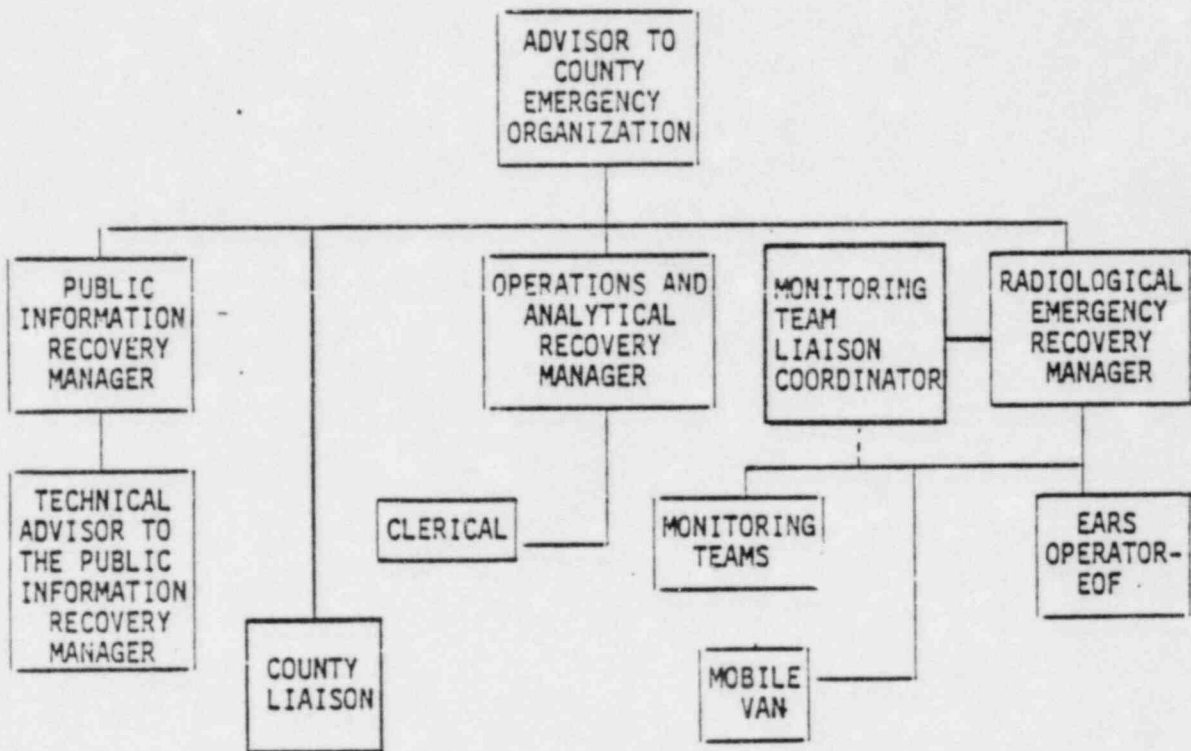 ADVISOR TO
COUNTY
EMERGENCY
ORGANIZATION
PUBLIC
INFORMATION
RECOVERY
MANAGER
OPERATIONS AND
ANALYTICAL
RECOVERY
MANAGER
MONITORING
TEAM
LIAISON
COORDINATOR
RADIOLOGICAL
EMERGENCY
RECOVERY
MANAGER
TECHNICAL
ADVISOR TO
THE PUBLIC
INFORMATION
RECOVERY
MANAGER
COUNTY
LIAISON
CLERICAL
MONITORING
TEAMS
MOBILE
VAN
EARS
OPERATOR-
EOF